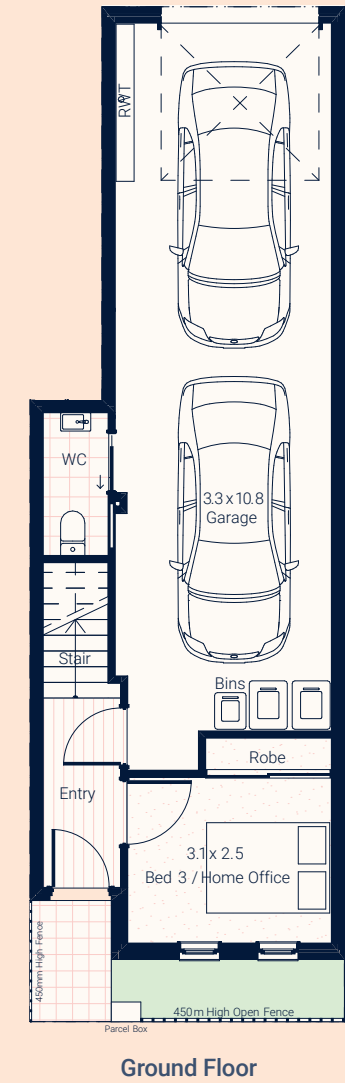 RWT
WC
3.3 x 10.8
Garage
Stair
Bins
Robe
Entry
3.1 x 2.5
Bed 3 / Home Office
450mm High Fence
450m High Open Fence
Parcel Box
Ground Floor